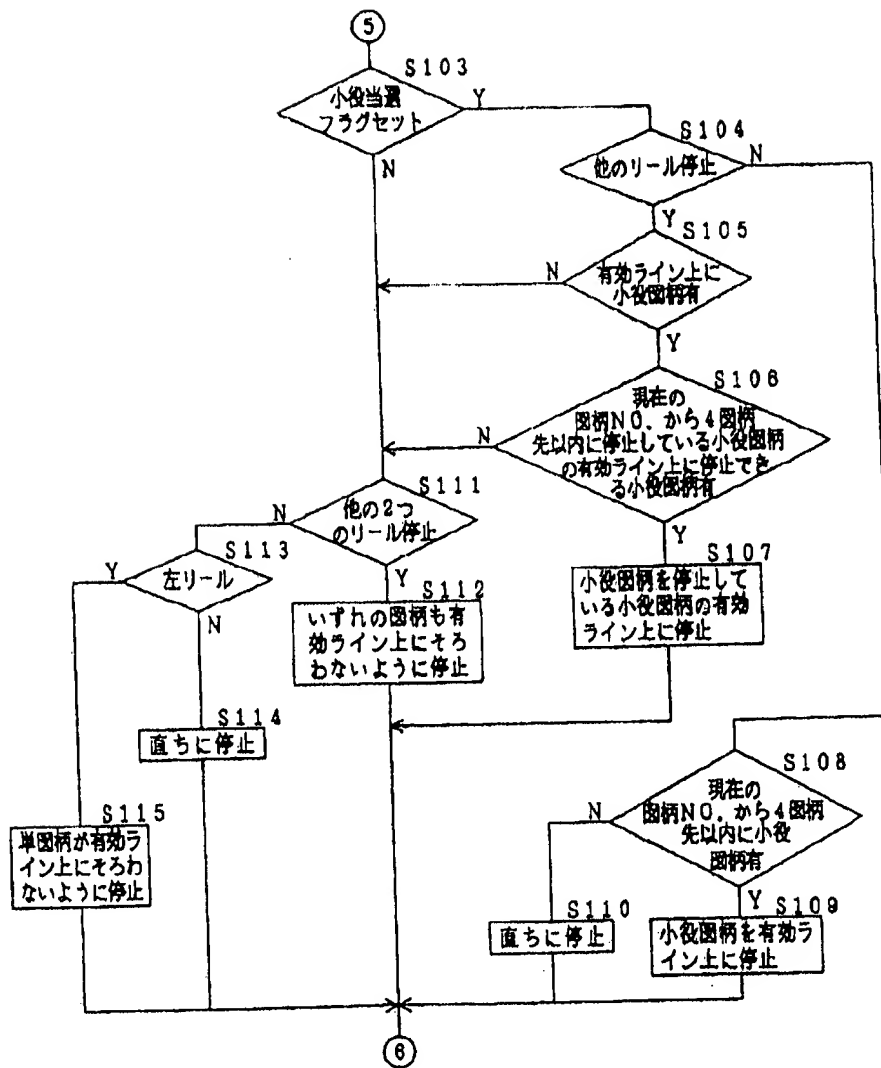 5
S103
小役当選
フラグセット
Y
N
S104
他のリール停止
N
Y
S105
有効ライン上に
小役図柄有
N
Y
S106
現在の
図柄NO.から4図柄
先以内に停止している小役図柄
の有効ライン上に停止でき
る小役図柄有
N
Y
S107
小役図柄を停止して
いる小役図柄の有効
ライン上に停止
S111
他の2つ
のリール停止
N
Y
S112
いずれの図柄も有
効ライン上にそろ
わないように停止
S113
左リール
Y
N
S114
直ちに停止
S115
単図柄が有効ラ
イン上にそろわ
ないように停止
S108
現在の
図柄NO.から4図柄
先以内に小役
図柄有
N
Y
S110
直ちに停止
S109
小役図柄を有効ラ
イン上に停止
6